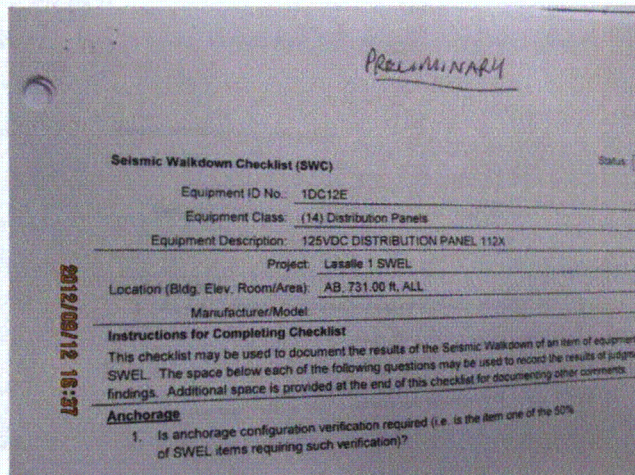 PRELIMINARY
Seismic Walkdown Checklist (SWC)
Status:
Equipment ID No.: 1DC12E
Equipment Class: (14) Distribution Panels
Equipment Description: 125VDC DISTRIBUTION PANEL 112X
Project: Lasalle 1 SWEL
Location (Bldg, Elev, Room/Area): AB, 731.00 ft, ALL
Manufacturer/Model:
Instructions for Completing Checklist
This checklist may be used to document the results of the Seismic Walkdown of an item of equipment
SWEL. The space below each of the following questions may be used to record the results of
findings. Additional space is provided at the end of this checklist for documenting other comments.
Anchorage
1. Is anchorage configuration verification required (i.e. is the item one of the 50%
of SWEL items requiring such verification)?
2012/09/12 16:37